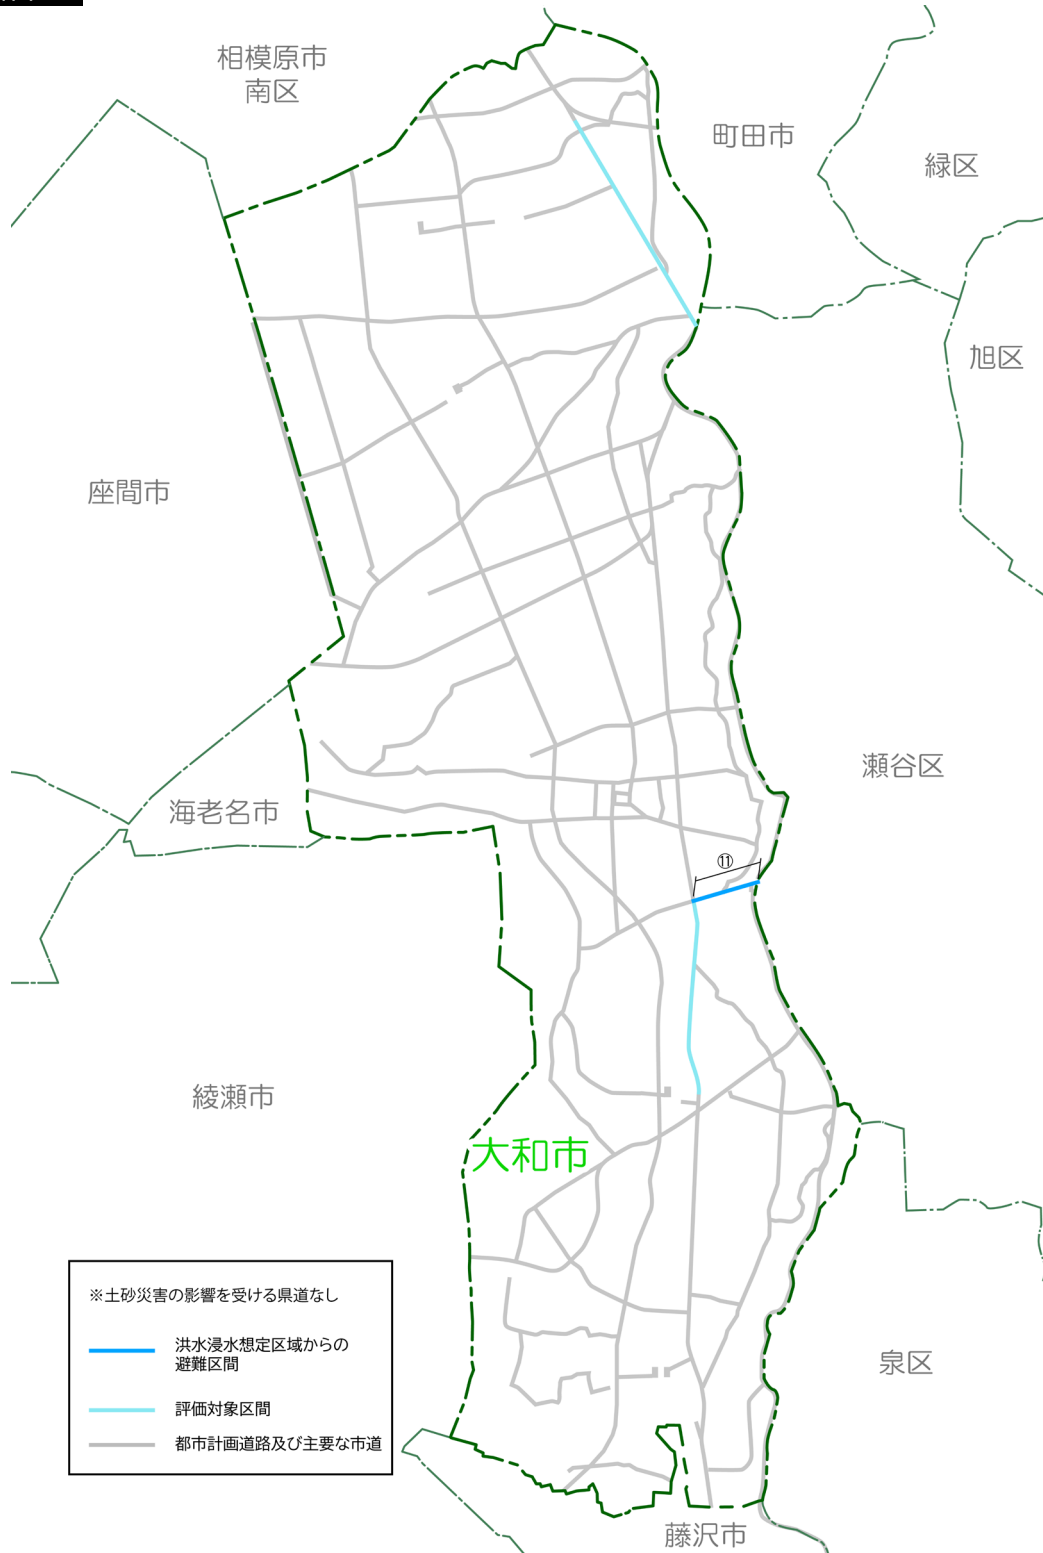 相模原市
南区
町田市
緑区
旭区
座間市
瀬谷区
海老名市
⑪
綾瀬市
大和市
※土砂災害の影響を受ける県道なし
洪水浸水想定区域からの
避難区間
評価対象区間
都市計画道路及び主要な市道
泉区
藤沢市